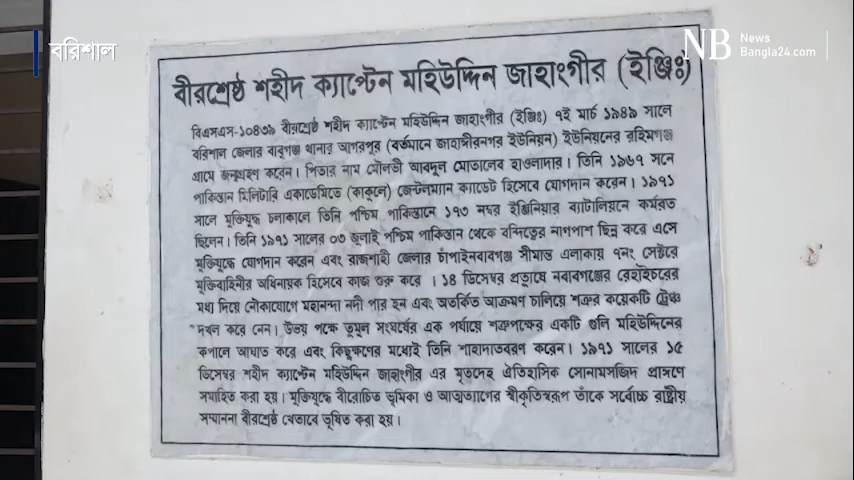 বরিশাল
NB News
Bangla24.com
বীরশ্রেষ্ঠ শহীদ ক্যাপ্টেন মহিউদ্দিন জাহাংগীর (ইঞ্জিঃ)
বিএসএস-১০৪৩৯ বীরশ্রেষ্ঠ শহীদ ক্যাপ্টেন মহিউদ্দিন জাহাংগীর (ইঞ্জিঃ) ৭ই মার্চ ১৯৪৯ সালে
বরিশাল জেলার বাবুগঞ্জ থানার আগরপুর (বর্তমানে জাহাঙ্গীরনগর ইউনিয়ন) ইউনিয়নের রহিমগঞ্জ
গ্রামে জন্মগ্রহণ করেন। পিতার নাম মৌলভী আবদুল মোতালেব হাওলাদার। তিনি ১৯৬৭ সনে
পাকিস্তান মিলিটারি একাডেমিতে (কাকুলে) জেন্টলম্যান ক্যাডেট হিসেবে যোগদান করেন। ১৯৭১
সালে মুক্তিযুদ্ধ চলাকালে তিনি পশ্চিম পাকিস্তানে ১৭৩ নম্বর ইঞ্জিনিয়ার ব্যাটালিয়নে কর্মরত
ছিলেন। তিনি ১৯৭১ সালের ০৩ জুলাই পশ্চিম পাকিস্তান থেকে বন্দিত্বের নাগপাশ ছিন্ন করে এসে
মুক্তিযুদ্ধে যোগদান করেন এবং রাজশাহী জেলার চাঁপাইনবাবগঞ্জ সীমান্ত এলাকায় ৭নং সেক্টরে
মুক্তিবাহিনীর অধিনায়ক হিসেবে কাজ শুরু করে । ১৪ ডিসেম্বর প্রত্যুষে নবাবগঞ্জের রেহাইচরের
মধ্য দিয়ে নৌকাযোগে মহানন্দা নদী পার হন এবং অতর্কিত আক্রমণ চালিয়ে শত্রুর কয়েকটি ট্রেঞ্চ
দখল করে নেন। উভয় পক্ষে তুমুল সংঘর্ষের এক পর্যায়ে শত্রুপক্ষের একটি গুলি মহিউদ্দিনের
কপালে আঘাত করে এবং কিছুক্ষণের মধ্যেই তিনি শাহাদাতবরণ করেন। ১৯৭১ সালের ১৫
ডিসেম্বর শহীদ ক্যাপ্টেন মহিউদ্দিন জাহাংগীর এর মৃতদেহ ঐতিহাসিক সোনামসজিদ প্রাঙ্গণে
সমাহিত করা হয়। মুক্তিযুদ্ধে বীরোচিত ভূমিকা ও আত্মত্যাগের স্বীকৃতিস্বরূপ তাঁকে সর্বোচ্চ রাষ্ট্রীয়
সম্মাননা বীরশ্রেষ্ঠ খেতাবে ভূষিত করা হয়।